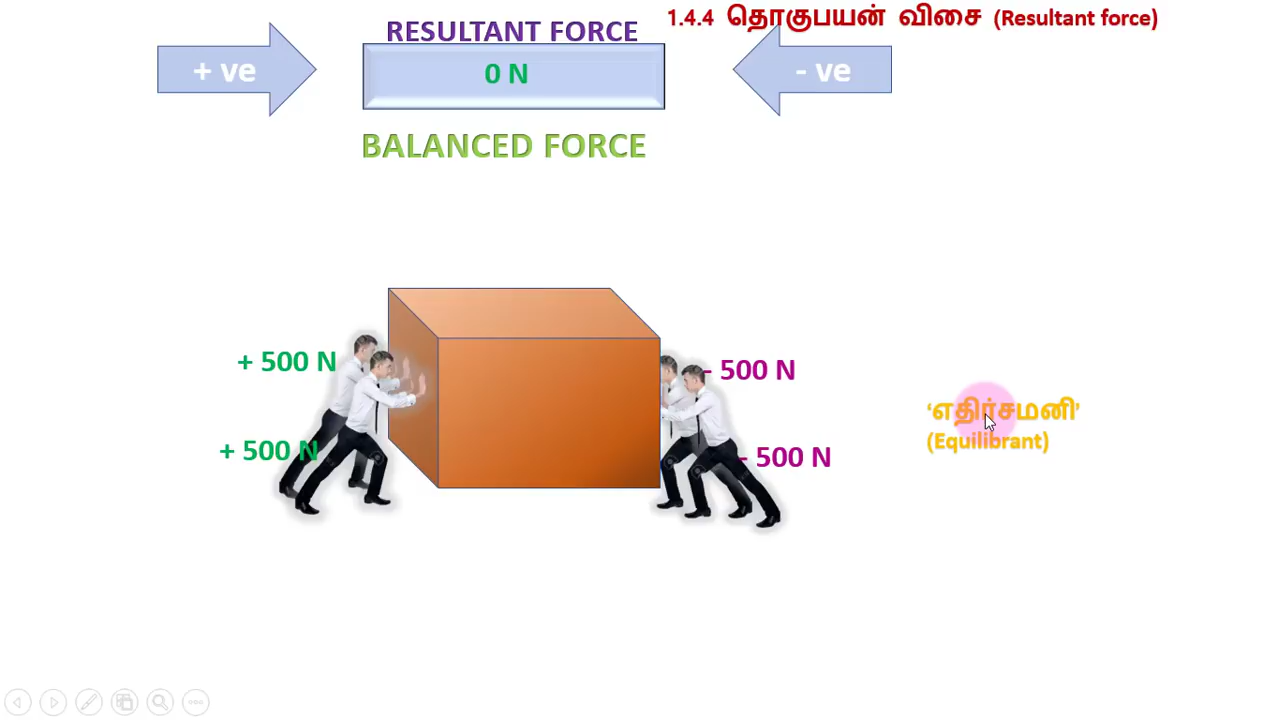 1.4.4 தொகுபயன் விசை (Resultant force)
RESULTANT FORCE
+ ve
0 N
- ve
BALANCED FORCE
+ 500 N
- 500 N
+ 500 N
- 500 N
‘எதிர்சமனி’
(Equilibrant)